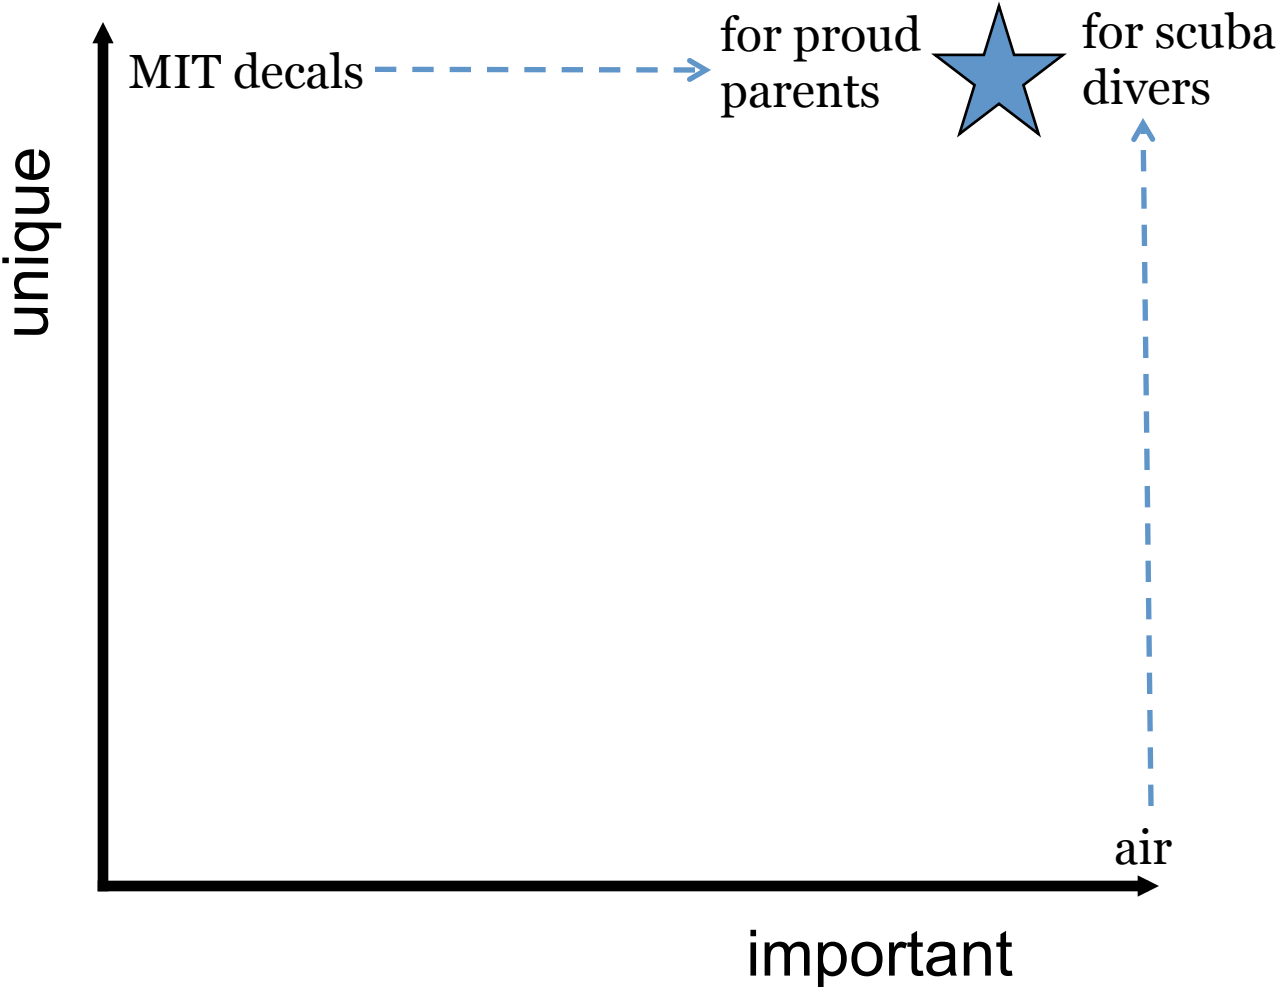 MIT decals
for proud
parents
for scuba
divers
unique
air
important